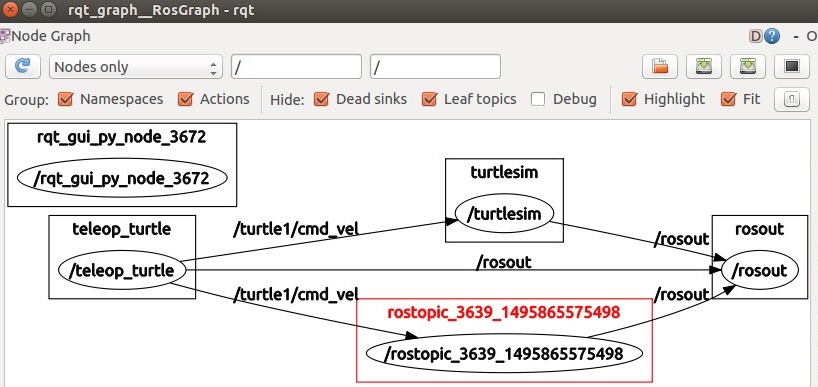 rqt_graph__RosGraph - rqt
Node Graph
D ? - O
Nodes only / /
Group: Namespaces Actions Hide: Dead sinks Leaf topics Debug Highlight Fit
rqt_gui_py_node_3672
/rqt_gui_py_node_3672
turtlesim
/turtlesim
teleop_turtle
/teleop_turtle
/turtle1/cmd_vel
/rosout
/rosout
/turtle1/cmd_vel
/rosout
rosout
/rosout
rostopic_3639_1495865575498
/rostopic_3639_1495865575498